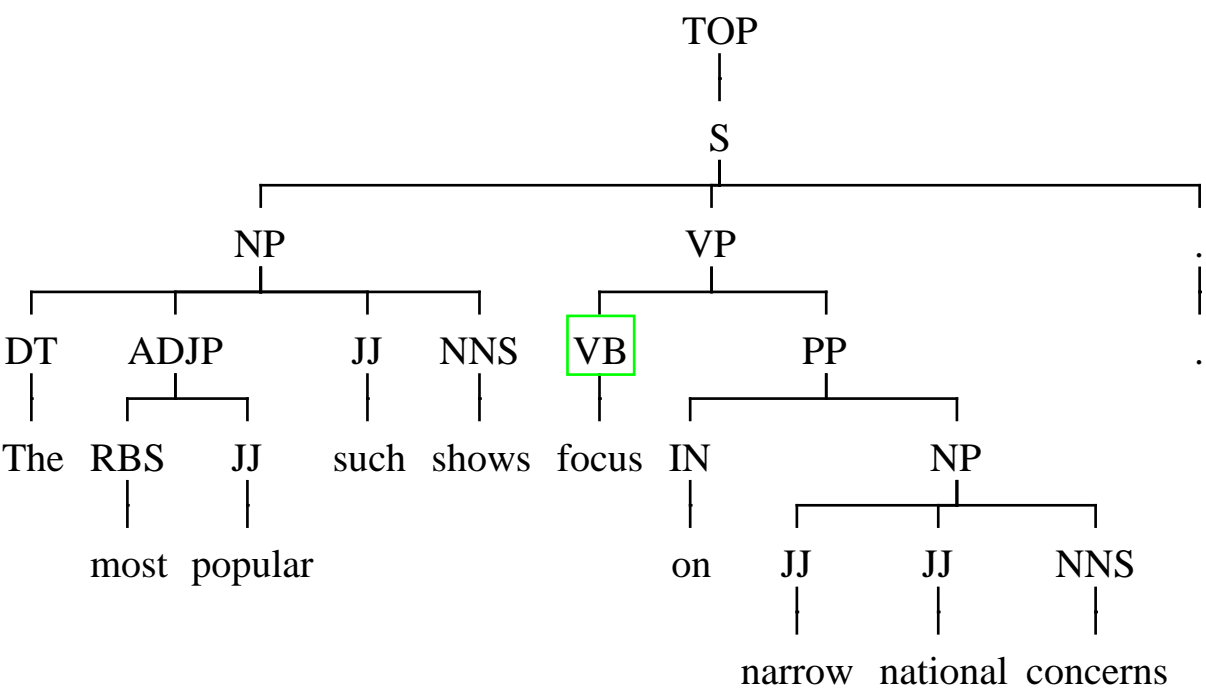 TOP
S
NP VP .
DT ADJP JJ NNS VB PP .
The RBS JJ such shows focus IN NP
most popular on JJ JJ NNS
narrow national concerns